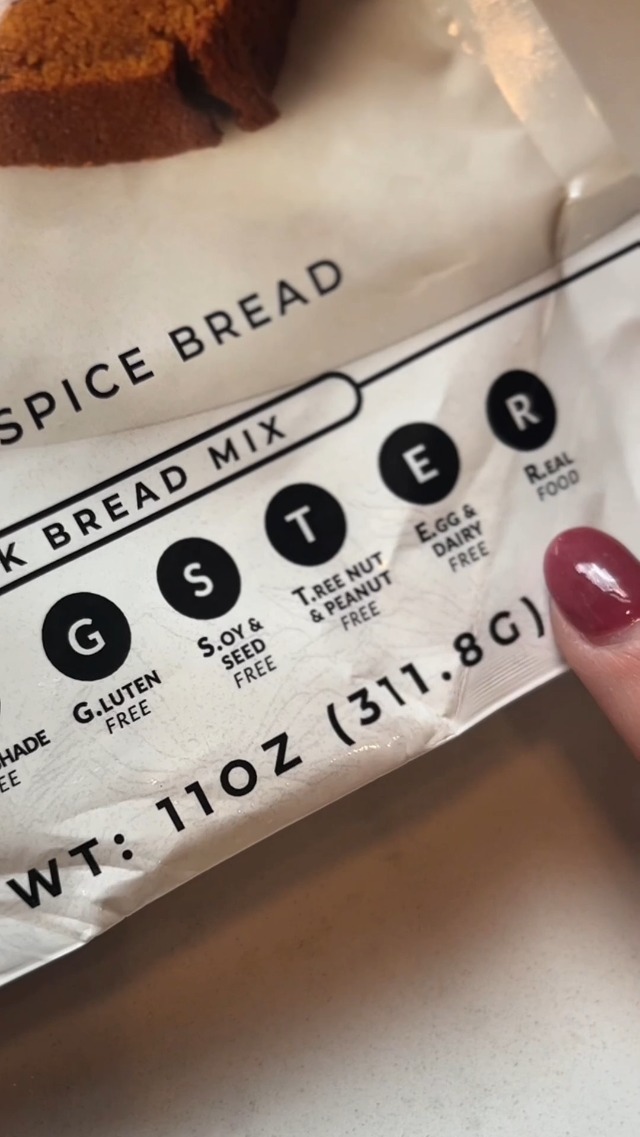 SPICE BREAD
K BREAD MIX
G
S
T
E
R
HADE
EE
G.LUTEN
FREE
S.OY &
SEED
FREE
T.REE NUT
& PEANUT
FREE
E.GG &
DAIRY
FREE
R.EAL
FOOD
WT: 11OZ (311.8G)